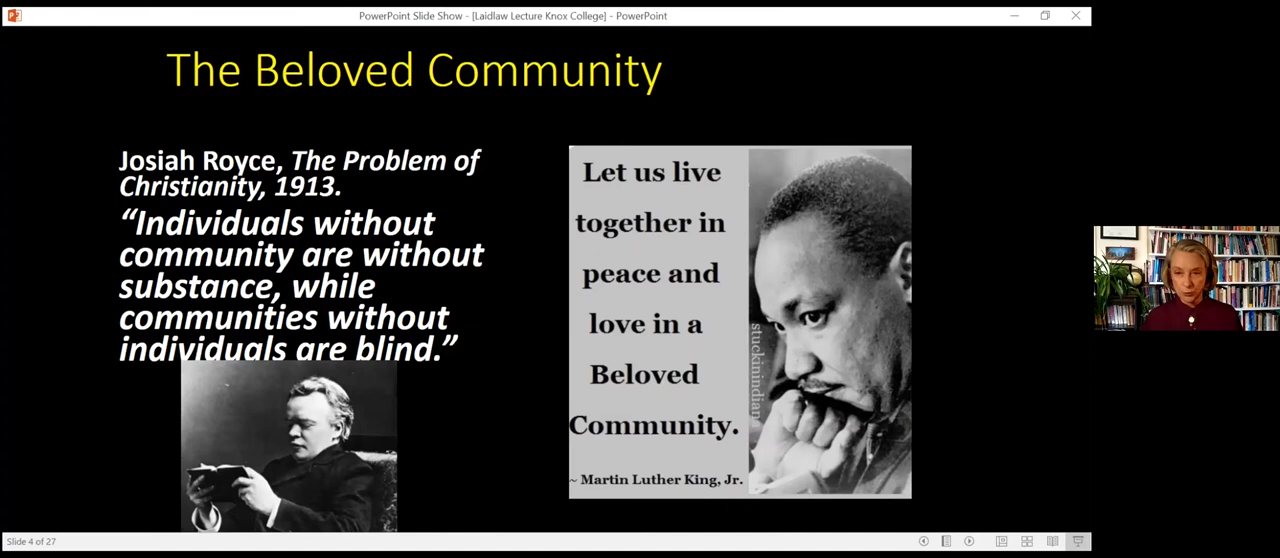 PowerPoint Slide Show - [Laidlaw Lecture Knox College] - PowerPoint
The Beloved Community
Josiah Royce, The Problem of
Christianity, 1913.
“Individuals without
community are without
substance, while
communities without
individuals are blind.”
Let us live
together in
peace and
love in a
Beloved
Community.
~ Martin Luther King, Jr.
stuckinindian
Slide 4 of 27